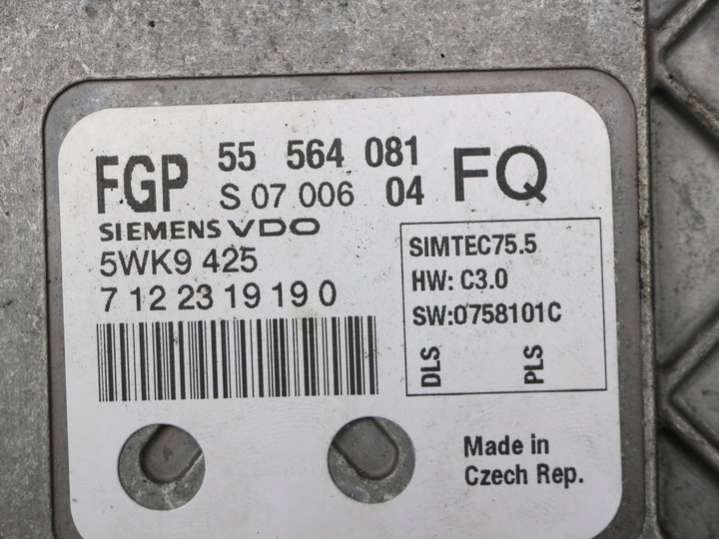 FGP 55 564 081 FQ
S 07 006 04
SIEMENS VDO
5WK9 425
7 12 23 19 19 0
SIMTEC75.5
HW: C3.0
SW:0758101C
DLS PLS
Made in
Czech Rep.